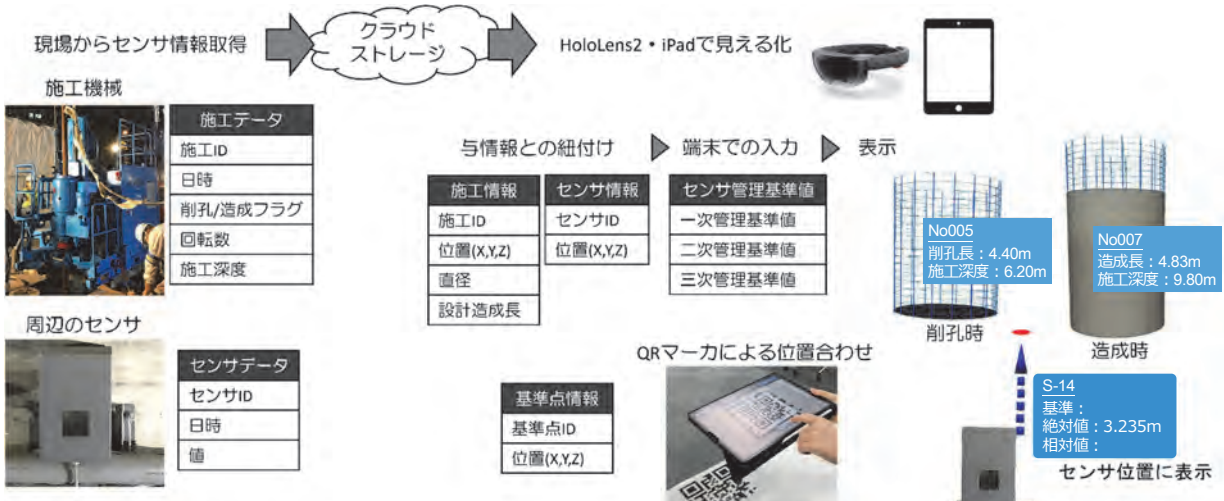 現場からセンサ情報取得
クラウド
ストレージ
HoloLens2・iPadで見える化
施工機械
施工データ
施工ID
日時
削孔/造成フラグ
回転数
施工深度
周辺のセンサ
センサデータ
センサID
日時
値
与情報との紐付け
端末での入力
表示
施工情報
施工ID
位置(X,Y,Z)
直径
設計造成長
センサ情報
センサID
位置(X,Y,Z)
センサ管理基準値
一次管理基準値
二次管理基準値
三次管理基準値
No005
削孔長：4.40m
施工深度：6.20m
削孔時
No007
造成長：4.83m
施工深度：9.80m
造成時
QRマーカによる位置合わせ
基準点情報
基準点ID
位置(X,Y,Z)
S-14
基準：
絶対値：3.235m
相対値：
センサ位置に表示